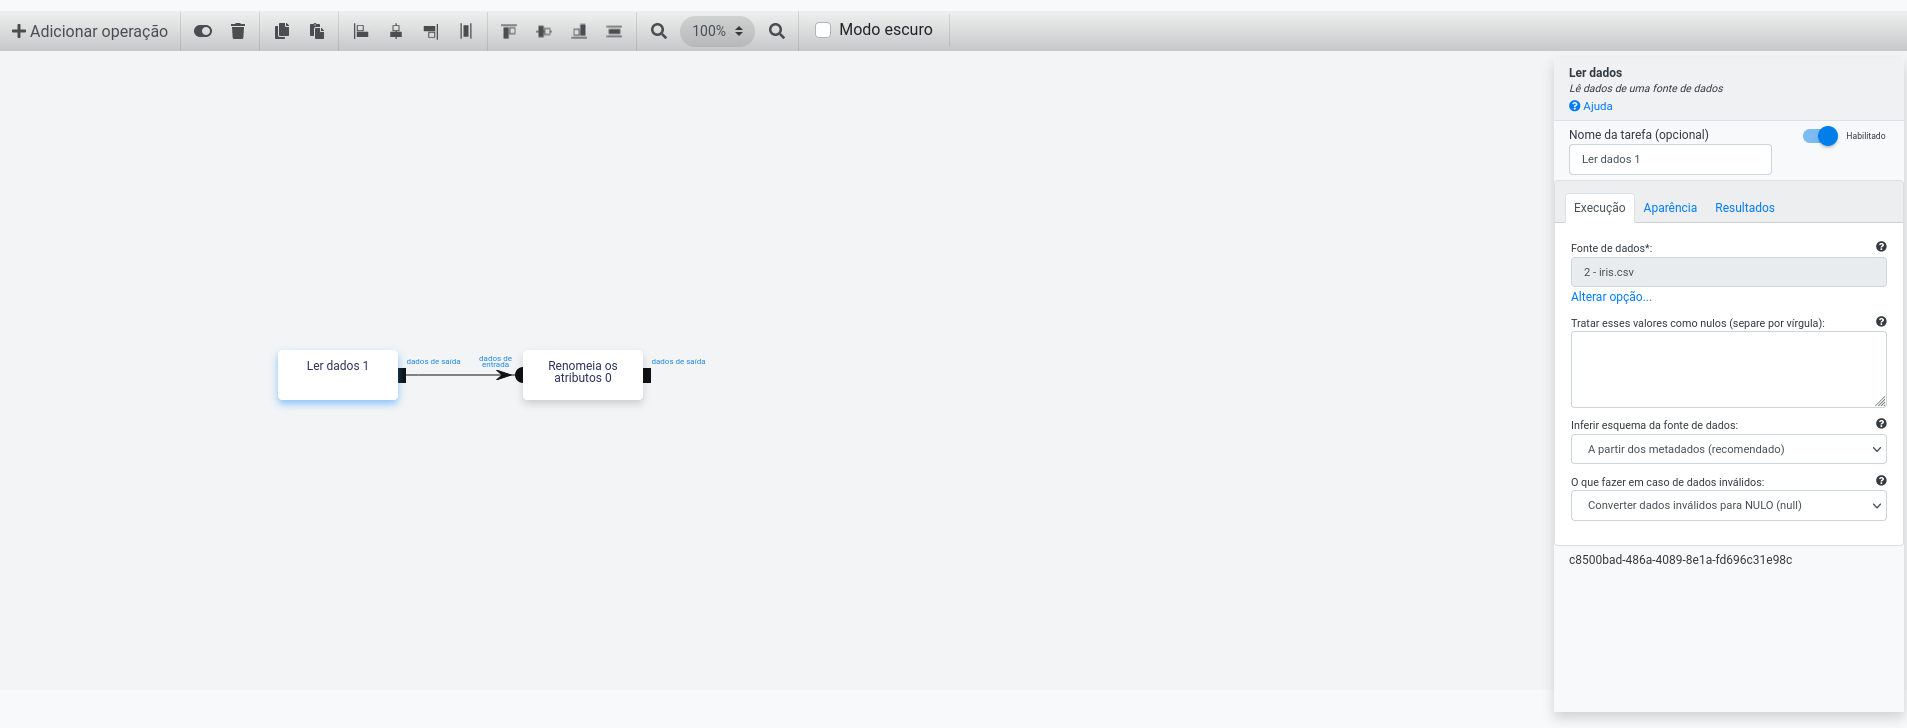 Adicionar operação
100%
Modo escuro
Ler dados 1
dados de saída
dados de
entrada
Renomeia os
atributos 0
dados de saída
Ler dados
Lê dados de uma fonte de dados
Ajuda
Nome da tarefa (opcional)
Habilitado
Ler dados 1
Execução
Aparência
Resultados
Fonte de dados*:
2 - iris.csv
Alterar opção...
Tratar esses valores como nulos (separe por vírgula):
Inferir esquema da fonte de dados:
A partir dos metadados (recomendado)
O que fazer em caso de dados inválidos:
Converter dados inválidos para NULO (null)
c8500bad-486a-4089-8e1a-fd696c31e98c